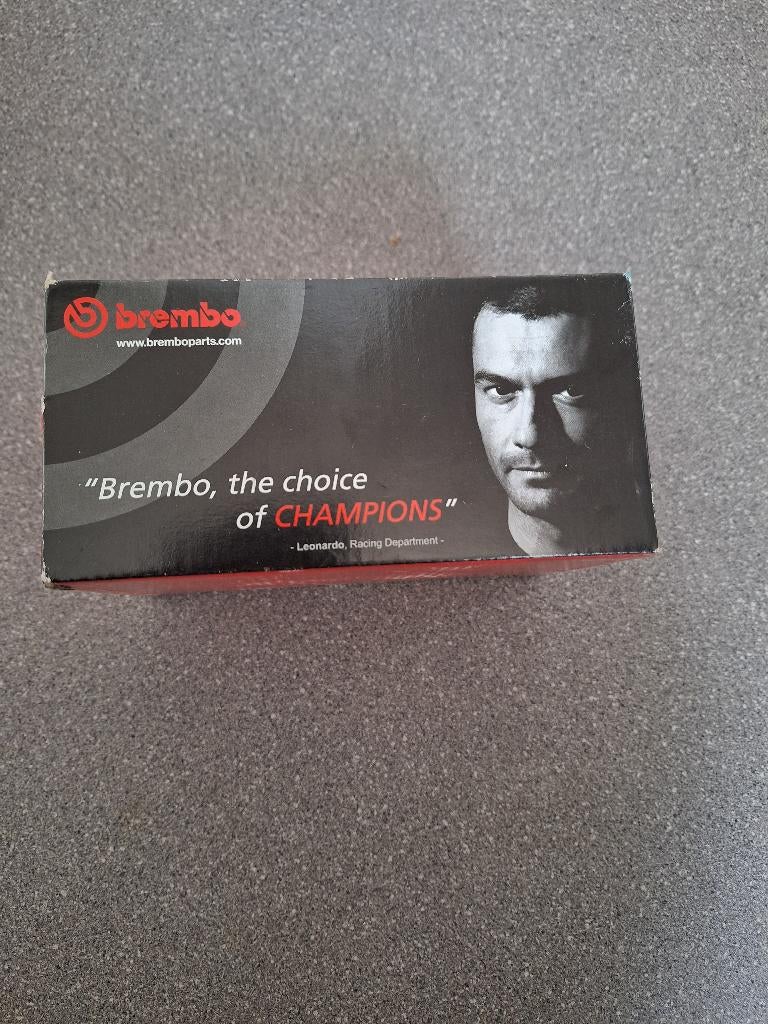 brembo
www.bremboparts.com
"Brembo, the choice
of CHAMPIONS"
- Leonardo, Racing Department -